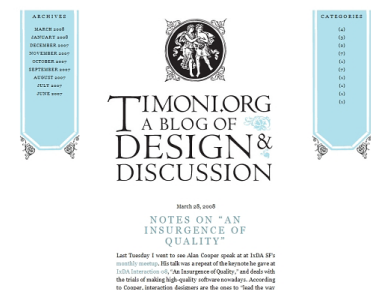 ARCHIVES
MARCH 2008
JANUARY 2008
DECEMBER 2007
NOVEMBER 2007
OCTOBER 2007
SEPTEMBER 2007
AUGUST 2007
JULY 2007
JUNE 2007
TIMONI.ORG
A BLOG OF
DESIGN &
DISCUSSION
CATEGORIES
March 28, 2008
NOTES ON "AN
INSURGENCE OF
QUALITY"
Last Tuesday I went to see Alan Cooper speak at at IxDA SF's
monthly meetup. His talk was a repeat of the keynote he gave at
IxDA Interaction 08, "An Insurgence of Quality," and deals with
the trials of making high-quality software nowadays. According
to Cooper, interaction designers are the ones to "lead the way